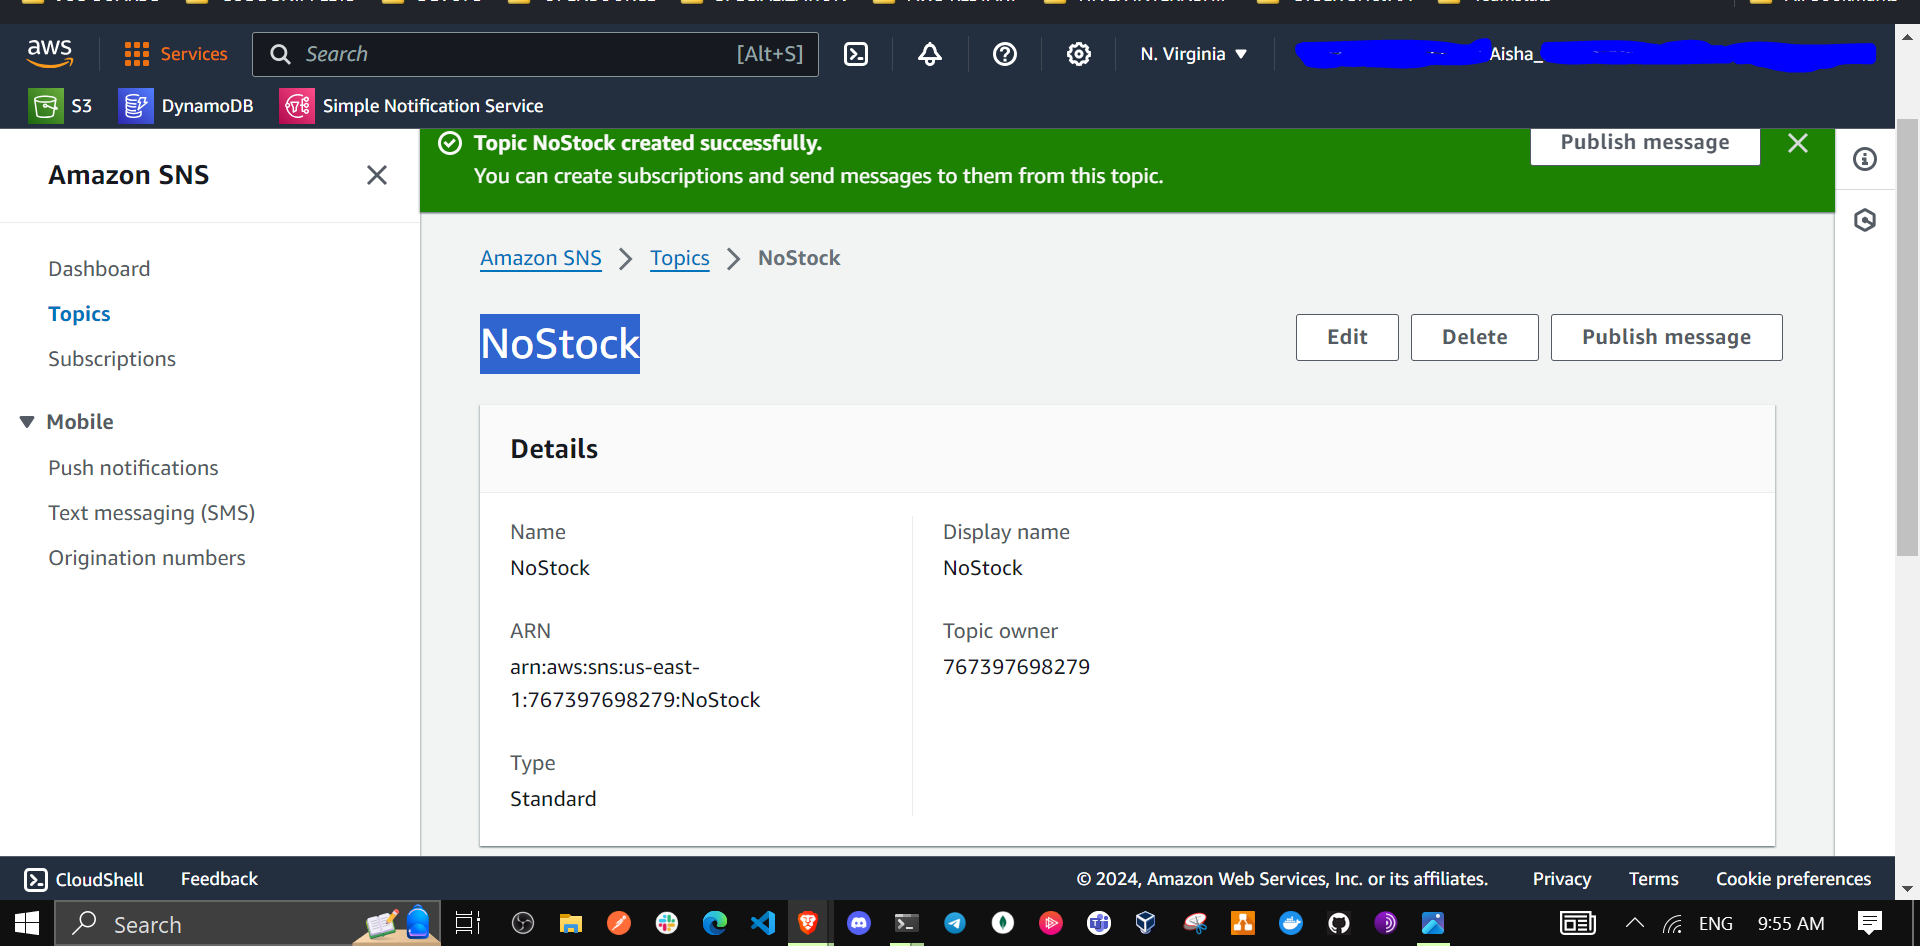 aws
Services
Search
[Alt+S]
N. Virginia
Aisha_
S3
DynamoDB
Simple Notification Service
Amazon SNS
Dashboard
Topics
Subscriptions
Mobile
Push notifications
Text messaging (SMS)
Origination numbers
Topic NoStock created successfully.
You can create subscriptions and send messages to them from this topic.
Publish message
Amazon SNS
Topics
NoStock
NoStock
Edit
Delete
Publish message
Details
Name
NoStock
ARN
arn:aws:sns:us-east-
1:767397698279:NoStock
Type
Standard
Display name
NoStock
Topic owner
767397698279
CloudShell
Feedback
© 2024, Amazon Web Services, Inc. or its affiliates.
Privacy
Terms
Cookie preferences
Search
ENG
9:55 AM